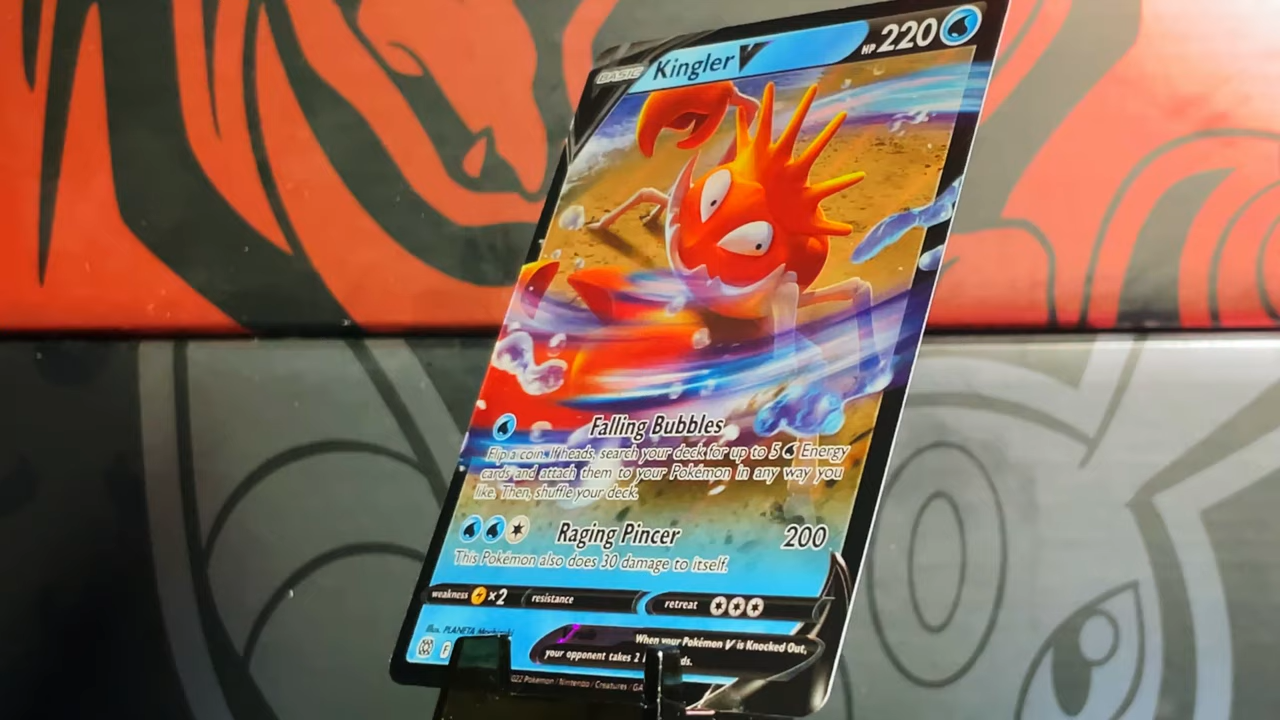 BASIC Kingler V HP 220
Falling Bubbles
Flip a coin. If heads, search your deck for up to 5 Energy
cards and attach them to your Pokémon in any way you
like. Then, shuffle your deck.
Raging Pincer 200
This Pokémon also does 30 damage to itself.
weakness ×2 resistance retreat
Illus. PLANETA Mochizuki
F
When your Pokémon V is Knocked Out,
your opponent takes 2
2022 Pokémon / Nintendo / Creatures / GA